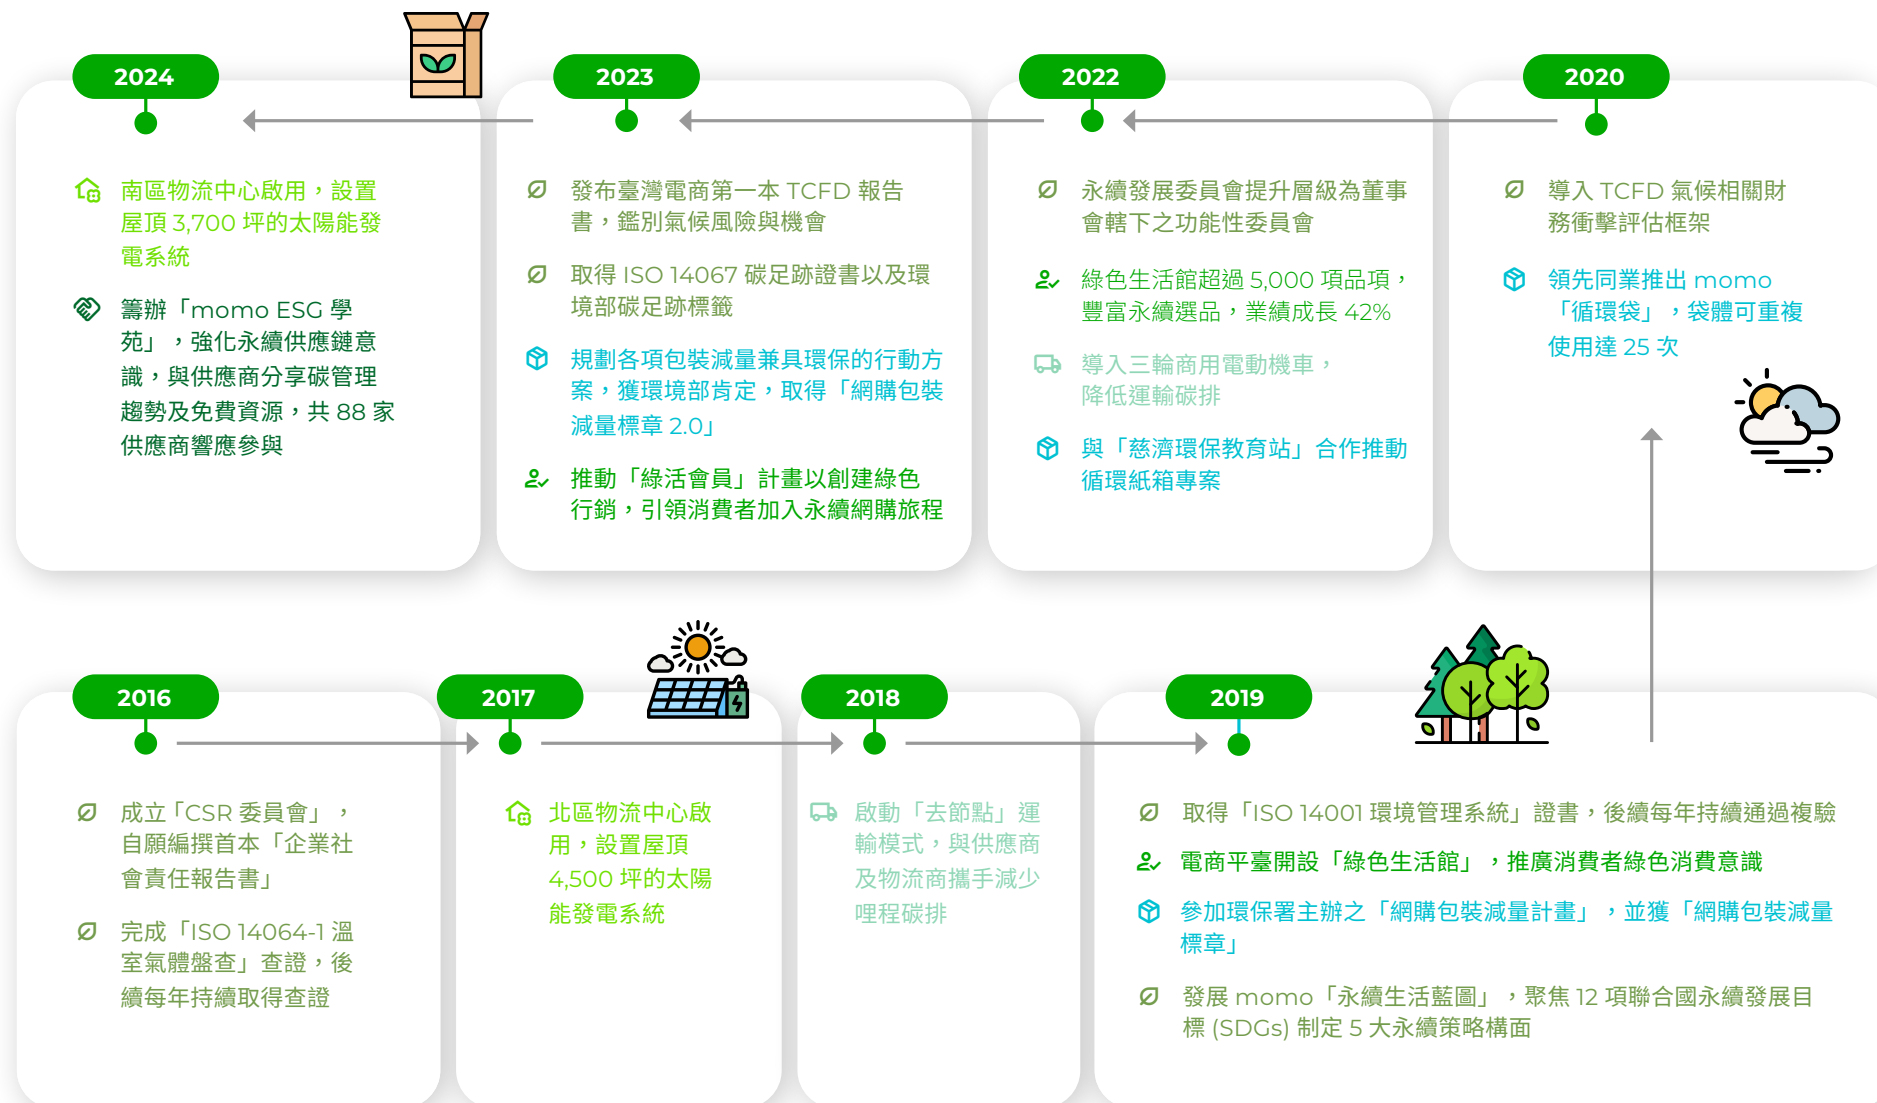 2024
南區物流中心啟用，設置
屋頂 3,700 坪的太陽能發
電系統
籌辦「momo ESG 學
苑」，強化永續供應鏈意
識，與供應商分享碳管理
趨勢及免費資源，共 88 家
供應商響應參與
2023
發布臺灣電商第一本 TCFD 報告
書，鑑別氣候風險與機會
取得 ISO 14067 碳足跡證書以及環
境部碳足跡標籤
規劃各項包裝減量兼具環保的行動方
案，獲環境部肯定，取得「網購包裝
減量標章 2.0」
推動「綠活會員」計畫以創建綠色
行銷，引領消費者加入永續網購旅程
2022
永續發展委員會提升層級為董事
會轄下之功能性委員會
綠色生活館超過 5,000 項品項，
豐富永續選品，業績成長 42%
導入三輪商用電動機車，
降低運輸碳排
與「慈濟環保教育站」合作推動
循環紙箱專案
2020
導入 TCFD 氣候相關財
務衝擊評估框架
領先同業推出 momo
「循環袋」，袋體可重複
使用達 25 次
2016
成立「CSR 委員會」，
自願編撰首本「企業社
會責任報告書」
完成「ISO 14064-1 溫
室氣體盤查」查證，後
續每年持續取得查證
2017
北區物流中心啟
用，設置屋頂
4,500 坪的太陽
能發電系統
2018
啟動「去節點」運
輸模式，與供應商
及物流商攜手減少
哩程碳排
2019
取得「ISO 14001 環境管理系統」證書，後續每年持續通過複驗
電商平臺開設「綠色生活館」，推廣消費者綠色消費意識
參加環保署主辦之「網購包裝減量計畫」，並獲「網購包裝減量
標章」
發展 momo「永續生活藍圖」，聚焦 12 項聯合國永續發展目
標 (SDGs) 制定 5 大永續策略構面